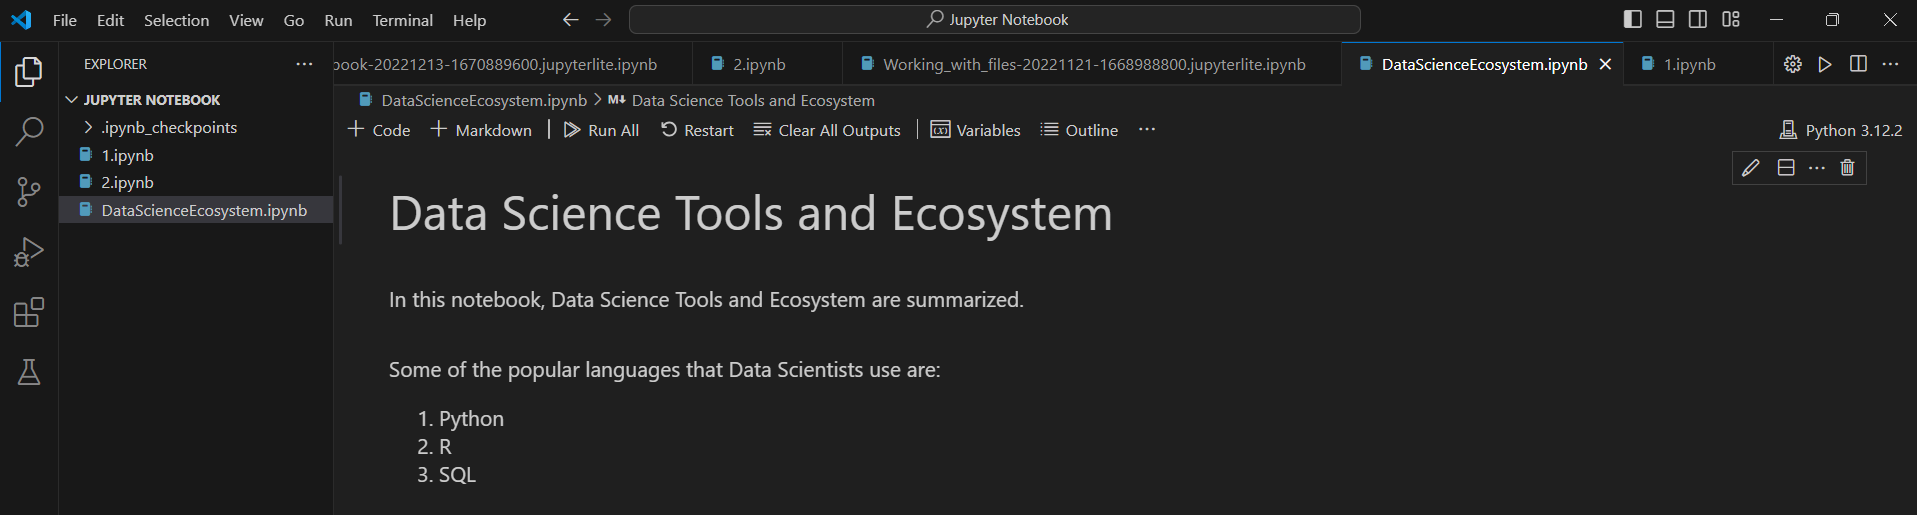 File Edit Selection View Go Run Terminal Help
Jupyter Notebook
EXPLORER
JUPYTER NOTEBOOK
.ipynb_checkpoints
1.ipynb
2.ipynb
DataScienceEcosystem.ipynb
book-20221213-1670889600.jupyterlite.ipynb
2.ipynb
Working_with_files-20221121-1668988800.jupyterlite.ipynb
DataScienceEcosystem.ipynb
1.ipynb
DataScienceEcosystem.ipynb > M↓ Data Science Tools and Ecosystem
+ Code + Markdown | Run All Restart Clear All Outputs | Variables Outline ...
Python 3.12.2
Data Science Tools and Ecosystem
In this notebook, Data Science Tools and Ecosystem are summarized.
Some of the popular languages that Data Scientists use are:
1. Python
2. R
3. SQL